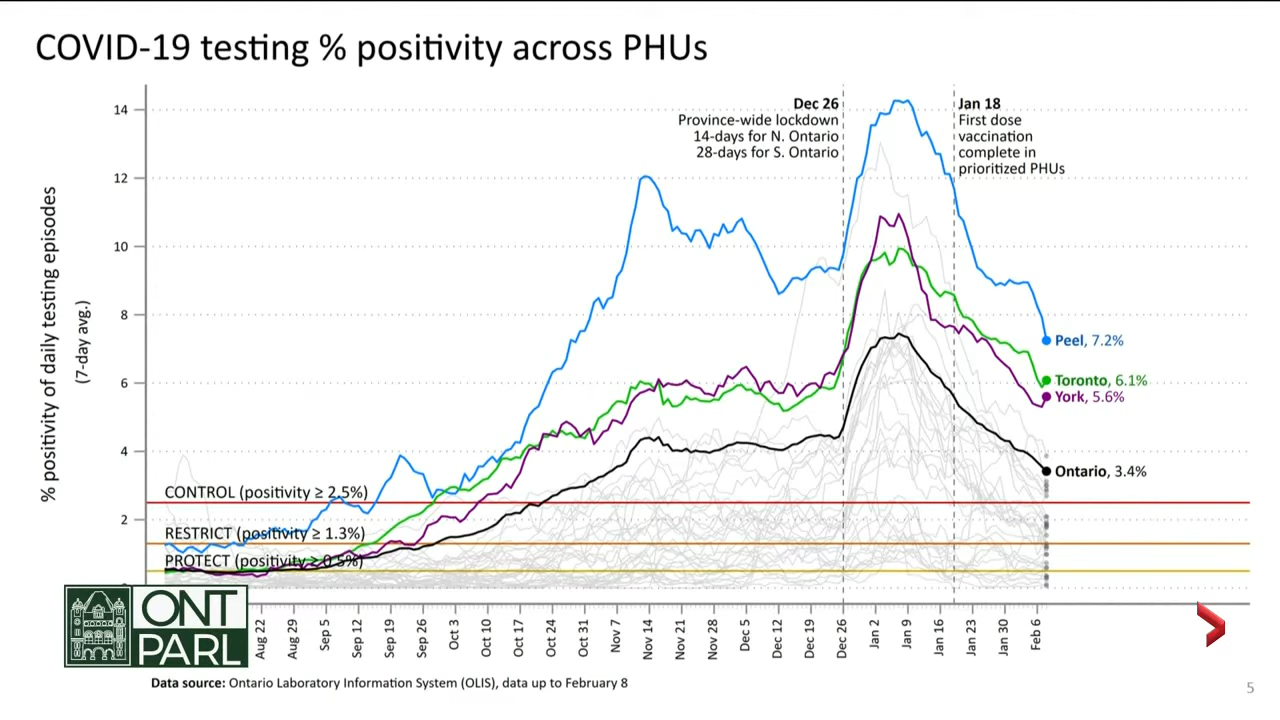 COVID-19 testing % positivity across PHUs
% positivity of daily testing episodes
(7-day avg.)
14
12
10
8
6
4
2
Dec 26
Province-wide lockdown
14-days for N. Ontario
28-days for S. Ontario
Jan 18
First dose
vaccination
complete in
prioritized PHUs
Peel, 7.2%
Toronto, 6.1%
York, 5.6%
Ontario, 3.4%
CONTROL (positivity ≥ 2.5%)
RESTRICT (positivity ≥ 1.3%)
PROTECT (positivity ≥ 0.5%)
Aug 22
Aug 29
Sep 5
Sep 12
Sep 19
Sep 26
Oct 3
Oct 10
Oct 17
Oct 24
Oct 31
Nov 7
Nov 14
Nov 21
Nov 28
Dec 5
Dec 12
Dec 19
Dec 26
Jan 2
Jan 9
Jan 16
Jan 23
Jan 30
Feb 6
ONT
PARL
Data source: Ontario Laboratory Information System (OLIS), data up to February 8
5